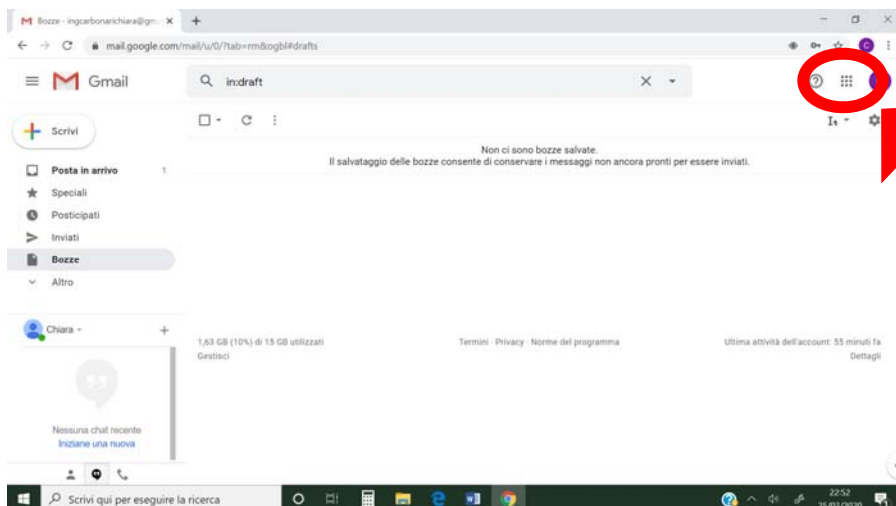 Bozze - ingcarbonarichiara@gm
mail.google.com/mail/u/0/?tab=rm&ogbl#drafts
C
Gmail
in:draft
Scrivi
Non ci sono bozze salvate.
Il salvataggio delle bozze consente di conservare i messaggi non ancora pronti per essere inviati.
Posta in arrivo 1
Speciali
Posticipati
Inviati
Bozze
Altro
Chiara
1,63 GB (10%) di 15 GB utilizzati
Gestisci
Termini · Privacy · Norme del programma
Ultima attività dell'account: 55 minuti fa
Dettagli
Nessuna chat recente
Iniziane una nuova
Scrivi qui per eseguire la ricerca
22:52
25/03/2020